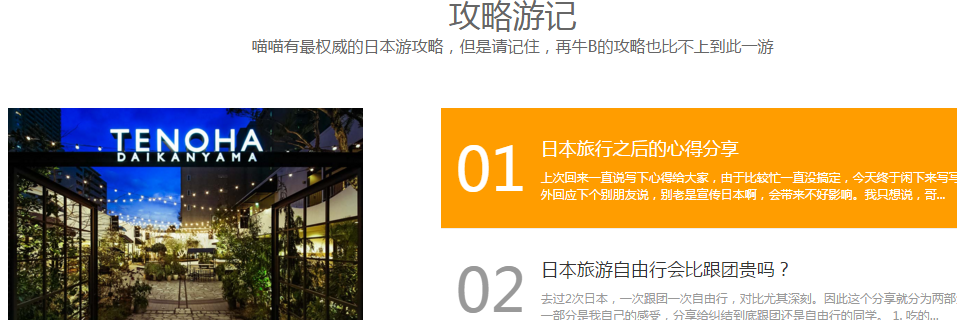 攻略游记
喵喵有最权威的日本游攻略，但是请记住，再牛B的攻略也比不上到此一游
TENOHA
DAIKANYAMA
01
日本旅行之后的心得分享
上次回来一直说写下心得给大家，由于比较忙一直没搞定，今天终于闲下来写写
外回应下个别朋友说，别老是宣传日本啊，会带来不好影响。我只想说，哥...
02
日本旅游自由行会比跟团贵吗？
去过2次日本，一次跟团一次自由行，对比尤其深刻。因此这个分享就分为两部
一部分是我自己的感受，分享给纠结到底跟团还是自由行的同学。 1. 吃的...